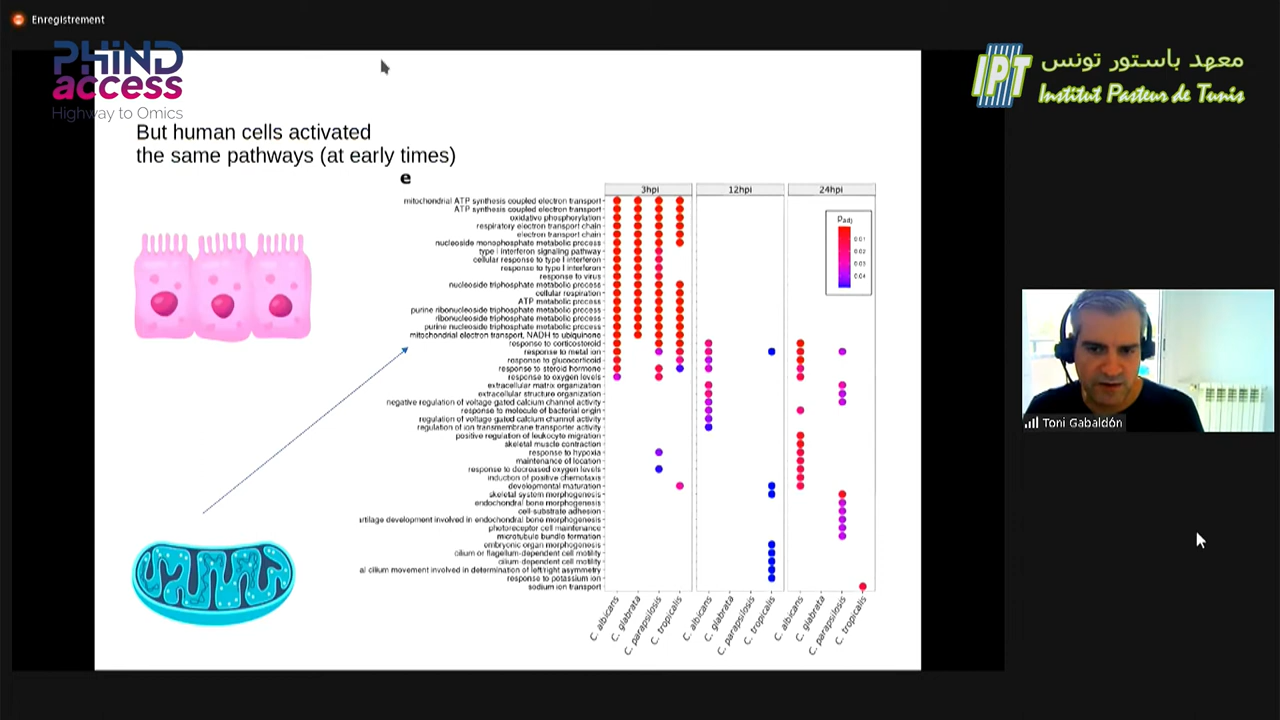 Enregistrement
PHiND
access
Highway to Omics
معهد باستور تونس
IPT
Institut Pasteur de Tunis
But human cells activated
the same pathways (at early times)
e
3hpi
12hpi
24hpi
mitochondrial ATP synthesis coupled electron transport
ATP synthesis coupled electron transport
oxidative phosphorylation
respiratory electron transport chain
electron transport chain
nucleoside monophosphate metabolic process
type I interferon signaling pathway
cellular response to type I interferon
response to type I interferon
response to virus
nucleoside triphosphate metabolic process
cellular respiration
ATP metabolic process
purine ribonucleoside triphosphate metabolic process
ribonucleoside triphosphate metabolic process
purine nucleoside triphosphate metabolic process
mitochondrial electron transport, NADH to ubiquinone
response to corticosteroid
response to metal ion
response to glucocorticoid
response to steroid hormone
response to oxygen levels
extracellular matrix organization
extracellular structure organization
negative regulation of voltage gated calcium channel activity
response to molecule of bacterial origin
regulation of voltage gated calcium channel activity
regulation of ion transmembrane transporter activity
positive regulation of leukocyte migration
skeletal muscle contraction
response to hypoxia
maintenance of location
response to decreased oxygen levels
induction of positive chemotaxis
developmental maturation
skeletal system morphogenesis
endochondral bone morphogenesis
cell-substrate adhesion
artilage development involved in endochondral bone morphogenesis
photoreceptor cell maintenance
microtubule bundle formation
embryonic organ morphogenesis
cilium or flagellum-dependent cell motility
cilium-dependent cell motility
al cilium movement involved in determination of left/right asymmetry
response to potassium ion
sodium ion transport
Padj
0.01
0.02
0.03
0.04
C. albicans
C. glabrata
C. parapsilosis
C. tropicalis
C. albicans
C. glabrata
C. parapsilosis
C. tropicalis
C. albicans
C. glabrata
C. parapsilosis
C. tropicalis
Toni Gabaldón